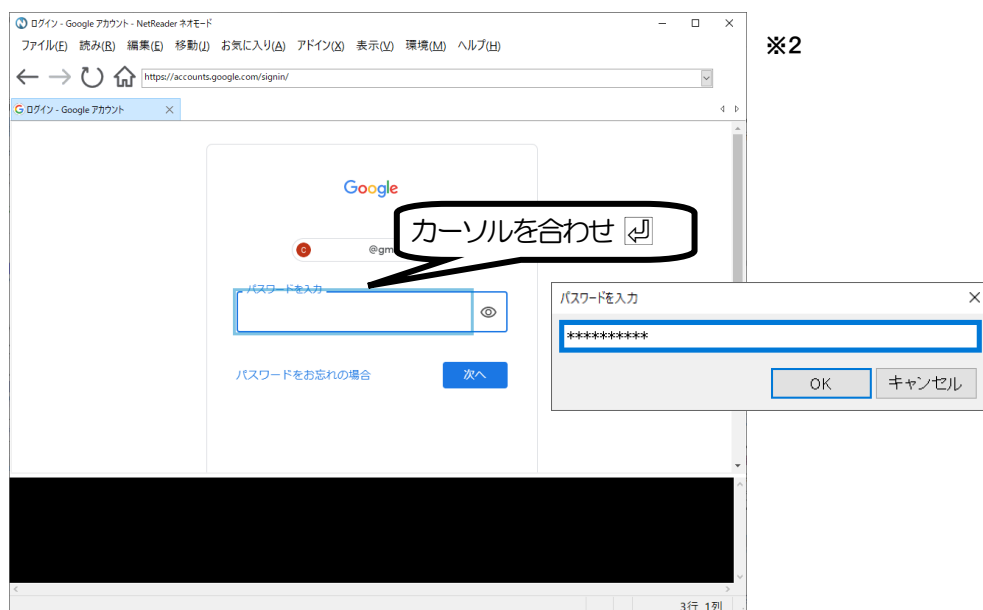 ログイン - Google アカウント - NetReader ネオモード
ファイル(F) 読み(R) 編集(E) 移動(J) お気に入り(A) アドイン(X) 表示(V) 環境(M) ヘルプ(H)
※2
https://accounts.google.com/signin/
G ログイン - Google アカウント
Google
カーソルを合わせ
c @gm
パスワードを入力
パスワードを入力
**********
パスワードをお忘れの場合
次へ
OK キャンセル
3行 1列